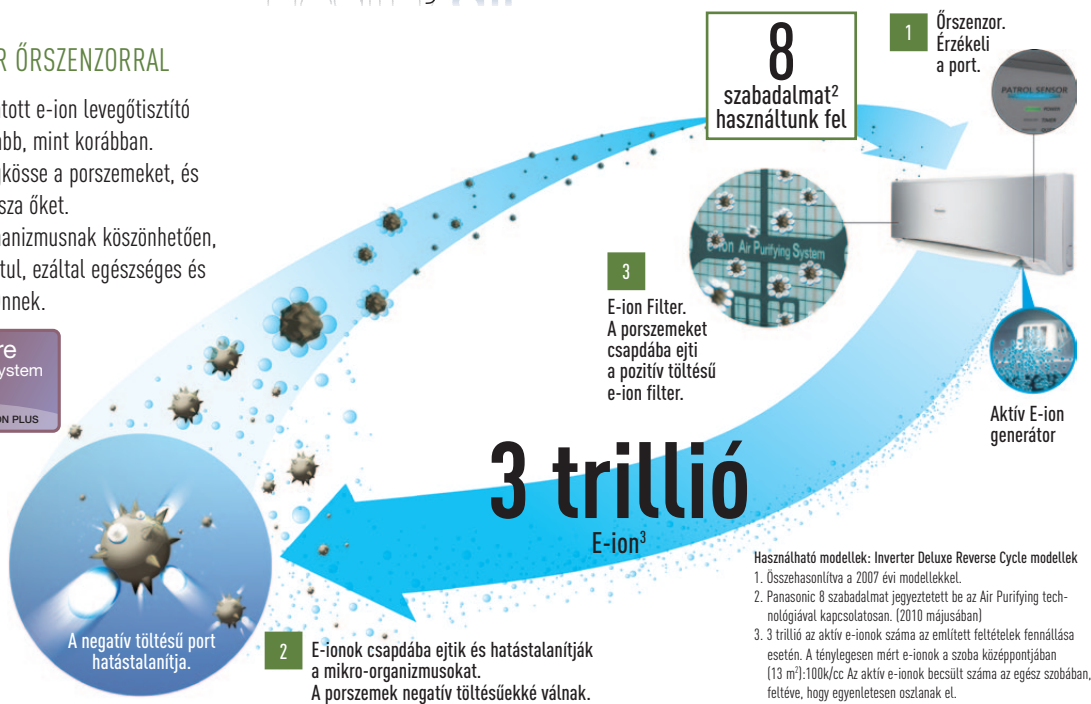 R ŐRSZENZORRAL
tott e-ion levegőtisztító
bb, mint korábban.
gkösse a porszemeket, és
sza őket.
hanizmusnak köszönhetően,
tul, ezáltal egészséges és
nnek.
re
ystem
ON PLUS
8
szabadalmat²
használtunk fel
1
Őrszenzor.
Érzékeli
a port.
PATROL SENSOR
POWER
TIMER
e-ion Air Purifying System
3
E-ion Filter.
A porszemeket
csapdába ejti
a pozitív töltésű
e-ion filter.
Aktív E-ion
generátor
3 trillió
E-ion³
A negatív töltésű port
hatástalanítja.
2
E-ionok csapdába ejtik és hatástalanítják
a mikro-organizmusokat.
A porszemek negatív töltésűekké válnak.
Használható modellek: Inverter Deluxe Reverse Cycle modellek
1. Összehasonlítva a 2007 évi modellekkel.
2. Panasonic 8 szabadalmat jegyeztetett be az Air Purifying tech-
nológiával kapcsolatosan. (2010 májusában)
3. 3 trillió az aktív e-ionok száma az említett feltételek fennállása
esetén. A ténylegesen mért e-ionok a szoba középpontjában
(13 m²):100k/cc Az aktív e-ionok becsült száma az egész szobában,
feltéve, hogy egyenletesen oszlanak el.